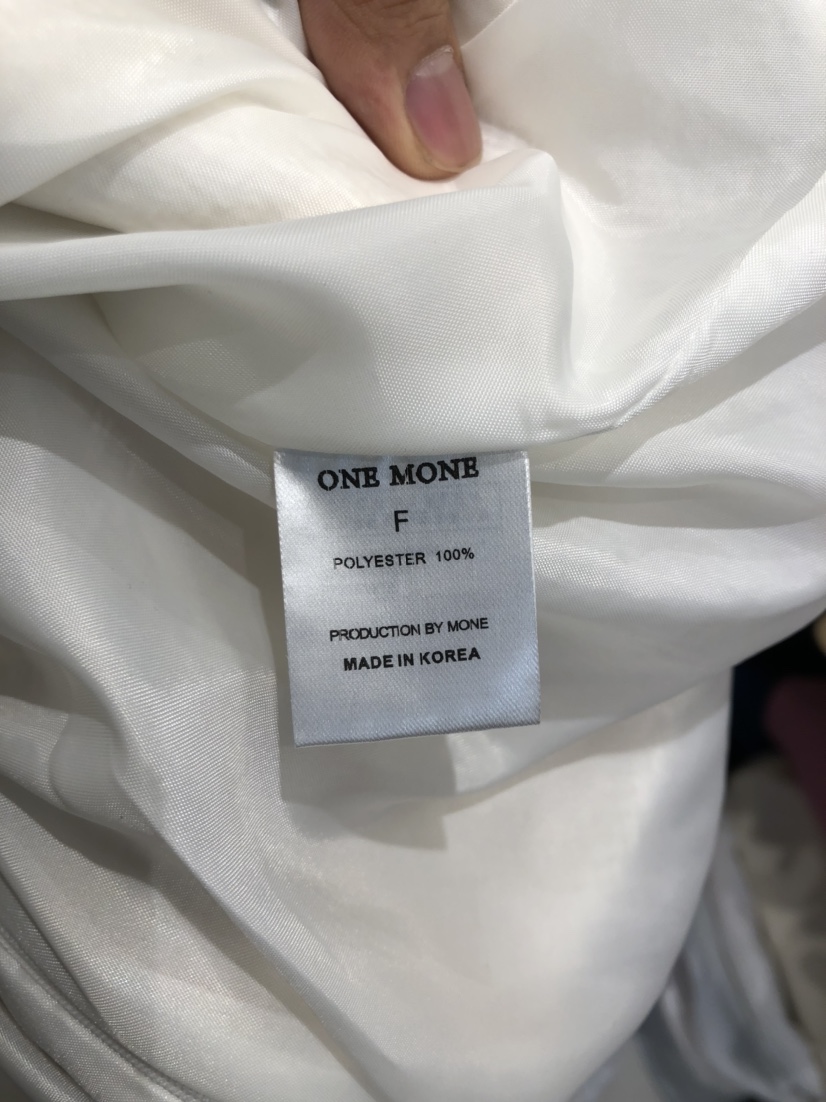 ONE MONE
F
POLYESTER 100%
PRODUCTION BY MONE
MADE IN KOREA